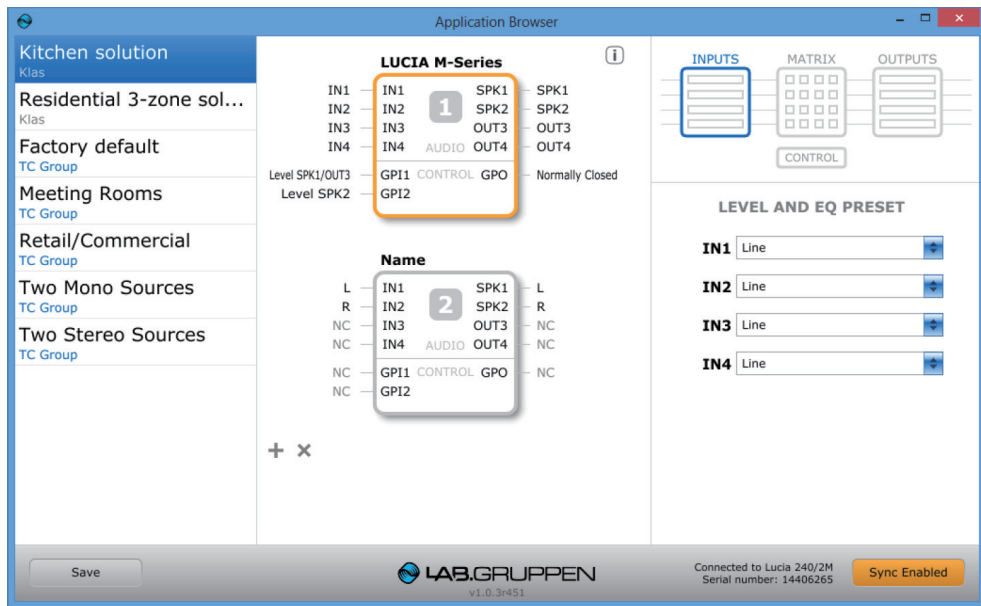 Application Browser
Kitchen solution
Klas
Residential 3-zone sol...
Klas
Factory default
TC Group
Meeting Rooms
TC Group
Retail/Commercial
TC Group
Two Mono Sources
TC Group
Two Stereo Sources
TC Group
i
LUCIA M-Series
IN1 IN1 1 SPK1 SPK1
IN2 IN2 SPK2 SPK2
IN3 IN3 OUT3 OUT3
IN4 IN4 AUDIO OUT4 OUT4
Level SPK1/OUT3 GPI1 CONTROL GPO Normally Closed
Level SPK2 GPI2
Name
L IN1 2 SPK1 L
R IN2 SPK2 R
NC IN3 OUT3 NC
NC IN4 AUDIO OUT4 NC
NC GPI1 CONTROL GPO NC
NC GPI2
+ ×
INPUTS MATRIX OUTPUTS
CONTROL
LEVEL AND EQ PRESET
IN1 Line
IN2 Line
IN3 Line
IN4 Line
Save
LAB.GRUPPEN
v1.0.3r451
Connected to Lucia 240/2M
Serial number: 14406265
Sync Enabled